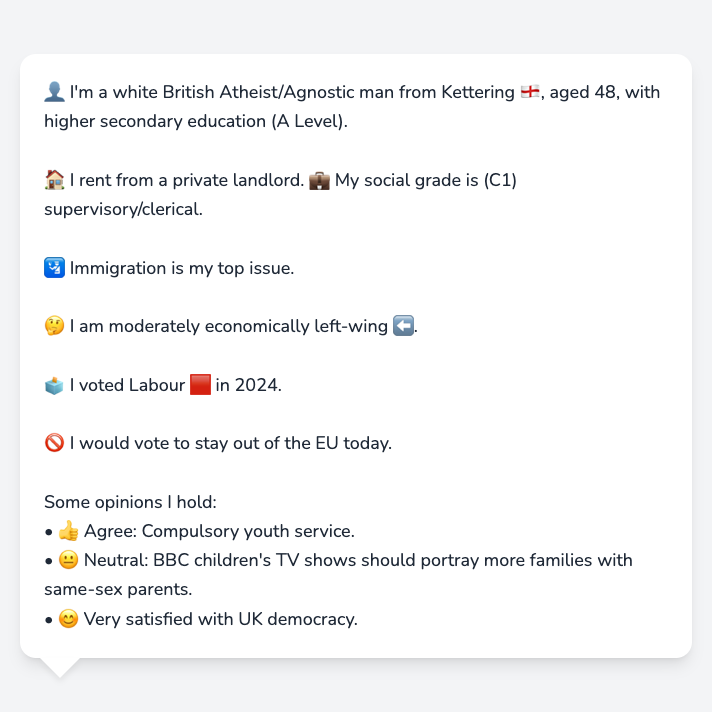 👤 I'm a white British Atheist/Agnostic man from Kettering 🏴󠁧󠁢󠁥󠁮󠁧󠁿, aged 48, with
higher secondary education (A Level).
🏠 I rent from a private landlord. 💼 My social grade is (C1)
supervisory/clerical.
🛂 Immigration is my top issue.
🤔 I am moderately economically left-wing ⬅️.
🗳️ I voted Labour 🟥 in 2024.
🚫 I would vote to stay out of the EU today.
Some opinions I hold:
• 👍 Agree: Compulsory youth service.
• 😐 Neutral: BBC children's TV shows should portray more families with
same-sex parents.
• 😊 Very satisfied with UK democracy.